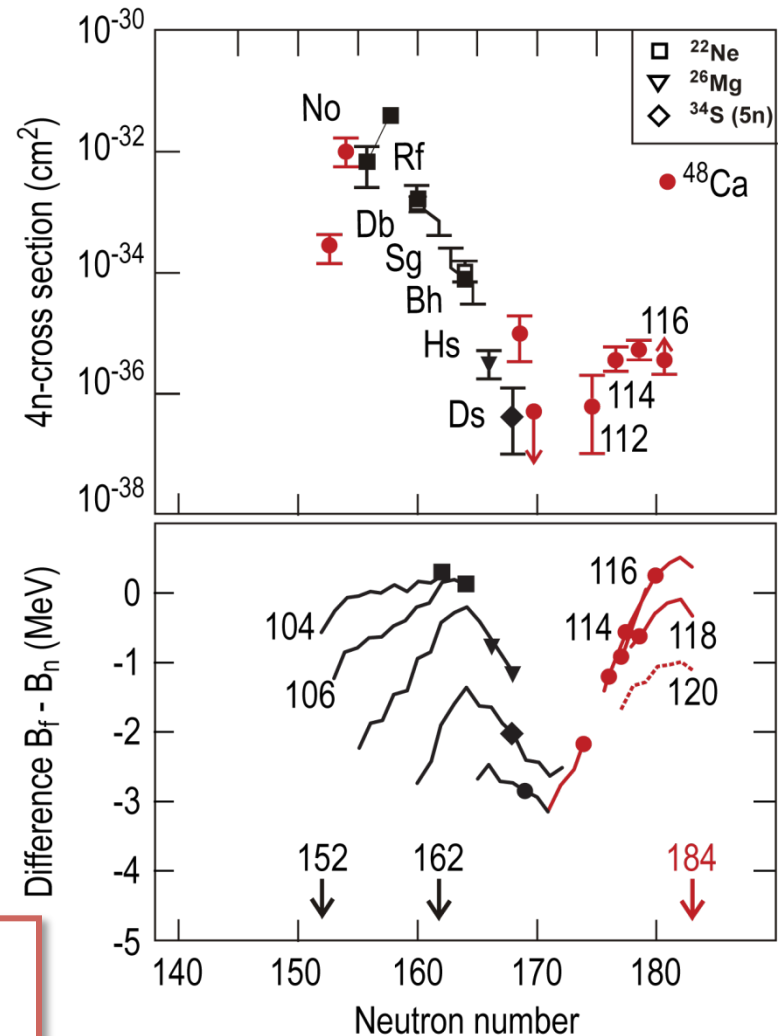 10⁻³⁰
10⁻³²
10⁻³⁴
10⁻³⁶
10⁻³⁸
4n-cross section (cm²)
²²Ne
²⁶Mg
³⁴S (5n)
⁴⁸Ca
No
Rf
Db
Sg
Bh
Hs
Ds
116
114
112
Difference B_f - B_n (MeV)
0
-1
-2
-3
-4
-5
104
106
116
114
118
120
152
162
184
140 150 160 170 180
Neutron number